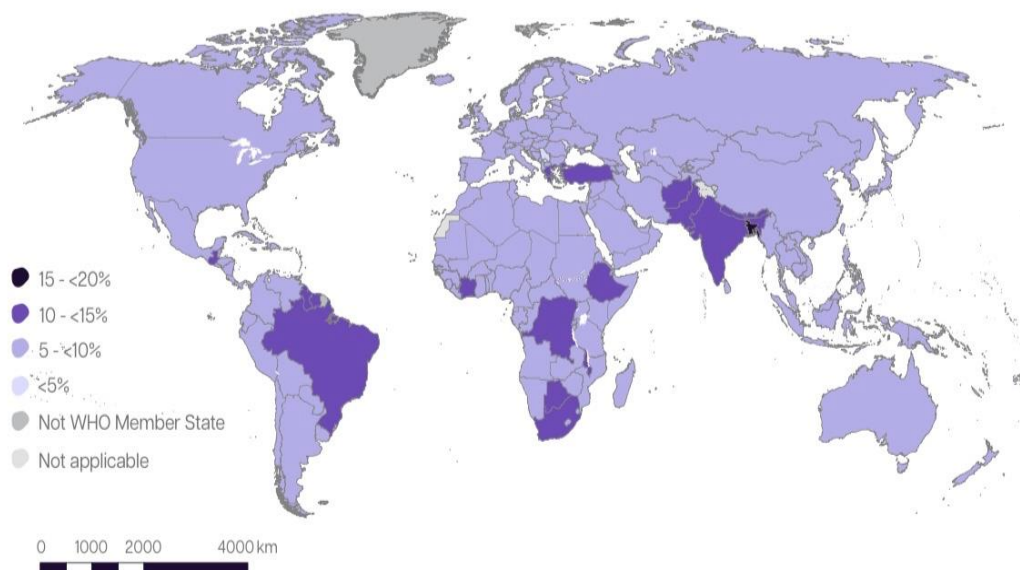 15 - <20%
10 - <15%
5 - <10%
<5%
Not WHO Member State
Not applicable
0 1000 2000 4000 km